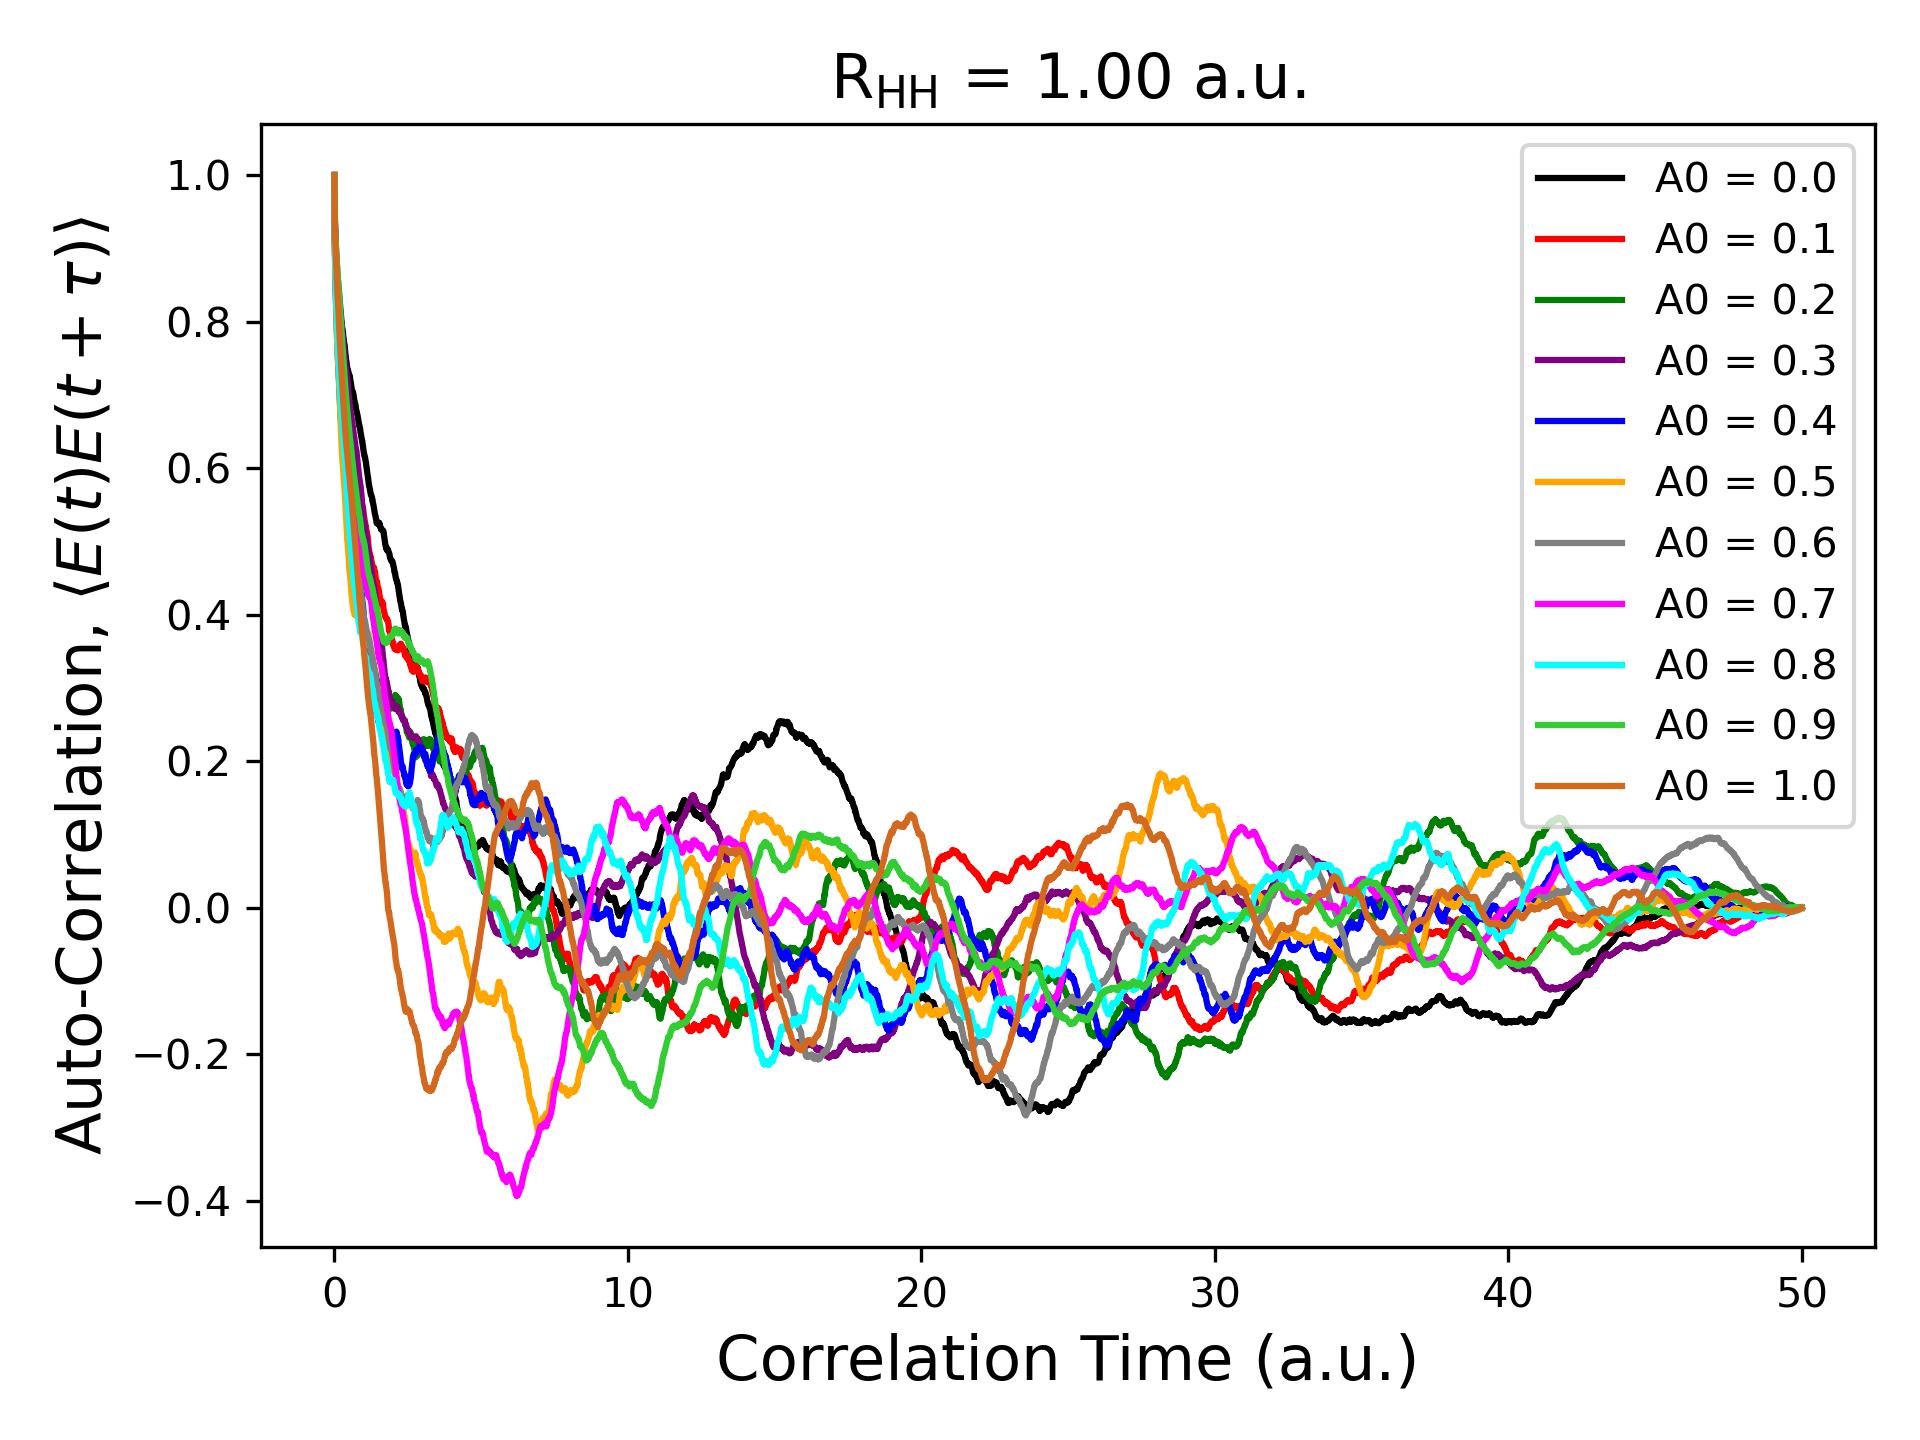 R_HH = 1.00 a.u.
Auto-Correlation, ⟨E(t)E(t + τ)⟩
1.0
0.8
0.6
0.4
0.2
0.0
−0.2
−0.4
A0 = 0.0
A0 = 0.1
A0 = 0.2
A0 = 0.3
A0 = 0.4
A0 = 0.5
A0 = 0.6
A0 = 0.7
A0 = 0.8
A0 = 0.9
A0 = 1.0
0 10 20 30 40 50
Correlation Time (a.u.)